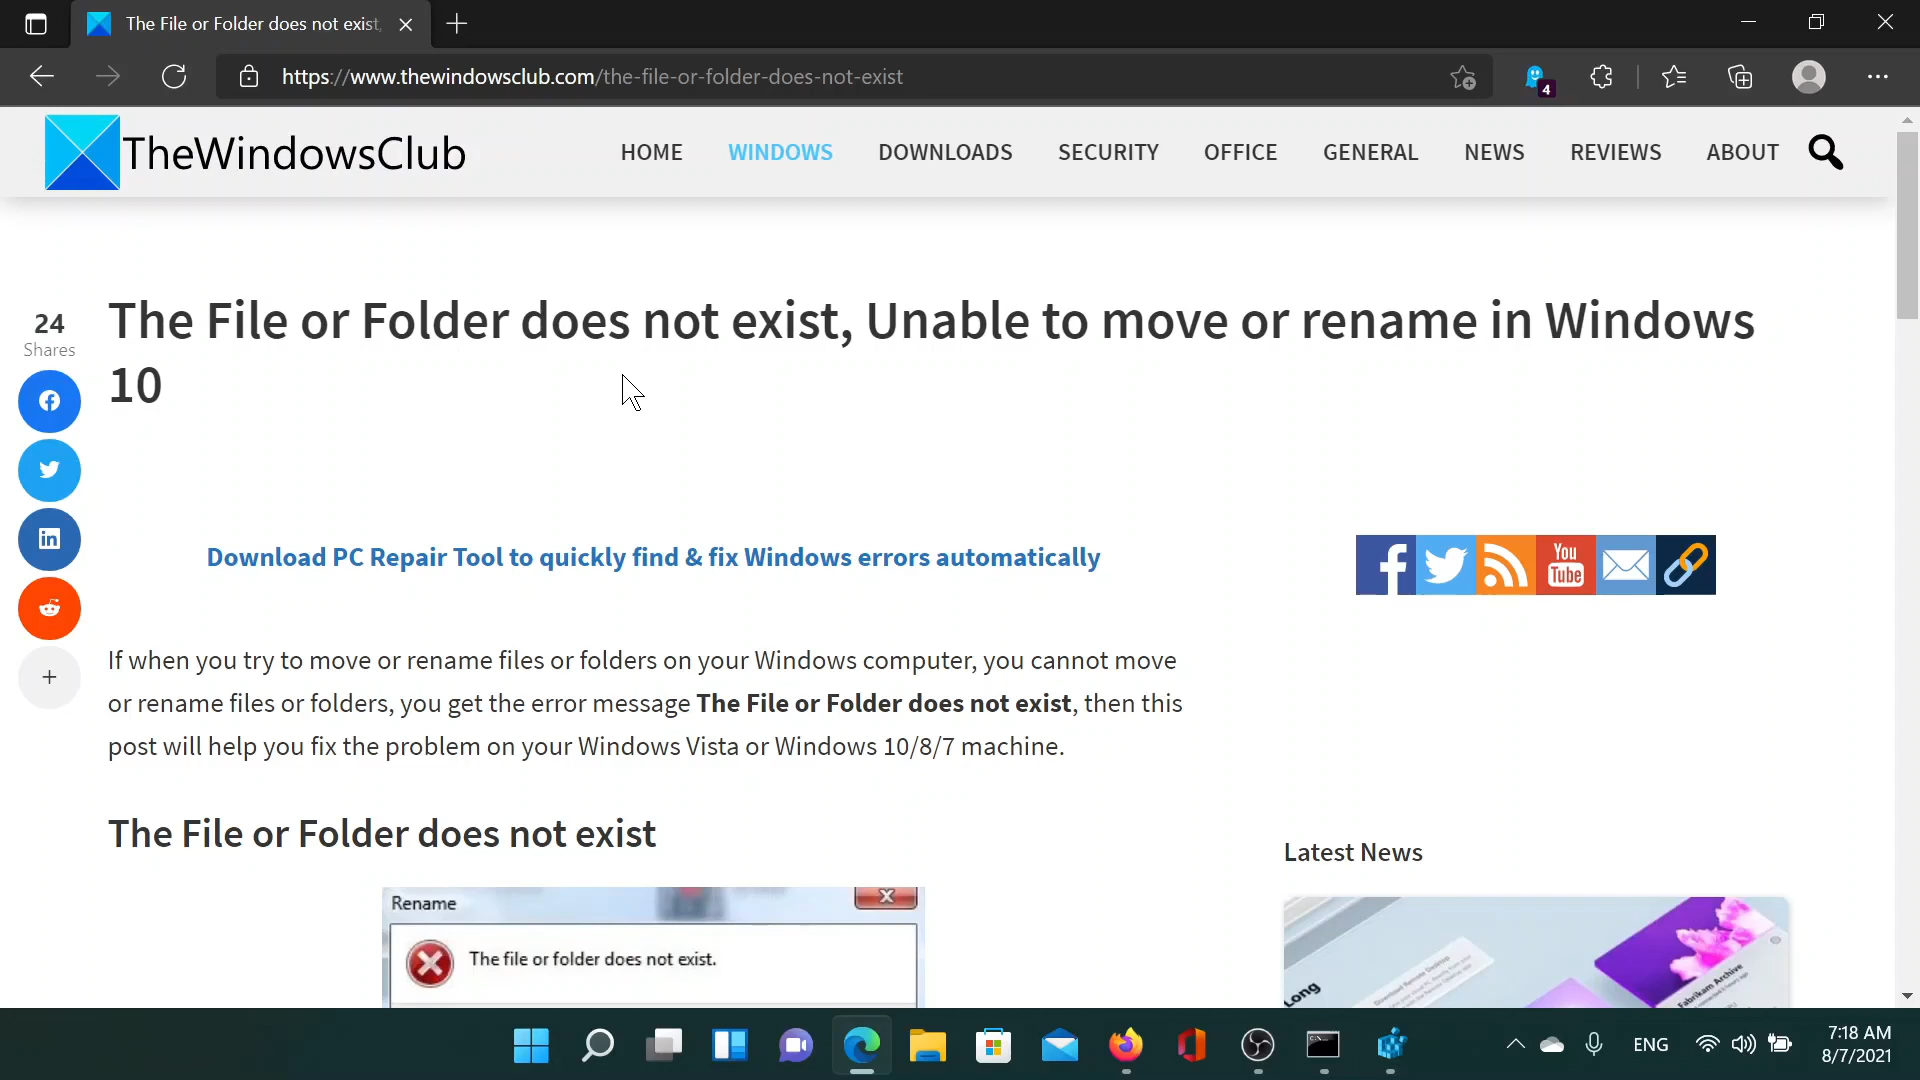 The File or Folder does not exist,
https://www.thewindowsclub.com/the-file-or-folder-does-not-exist
4
TheWindowsClub
HOME
WINDOWS
DOWNLOADS
SECURITY
OFFICE
GENERAL
NEWS
REVIEWS
ABOUT
24
Shares
The File or Folder does not exist, Unable to move or rename in Windows
10
Download PC Repair Tool to quickly find & fix Windows errors automatically
You
Tube
If when you try to move or rename files or folders on your Windows computer, you cannot move
or rename files or folders, you get the error message The File or Folder does not exist, then this
post will help you fix the problem on your Windows Vista or Windows 10/8/7 machine.
The File or Folder does not exist
Latest News
Rename
The file or folder does not exist.
Long
Download Remote Desktop
Fabrikam Archive
ENG
7:18 AM
8/7/2021